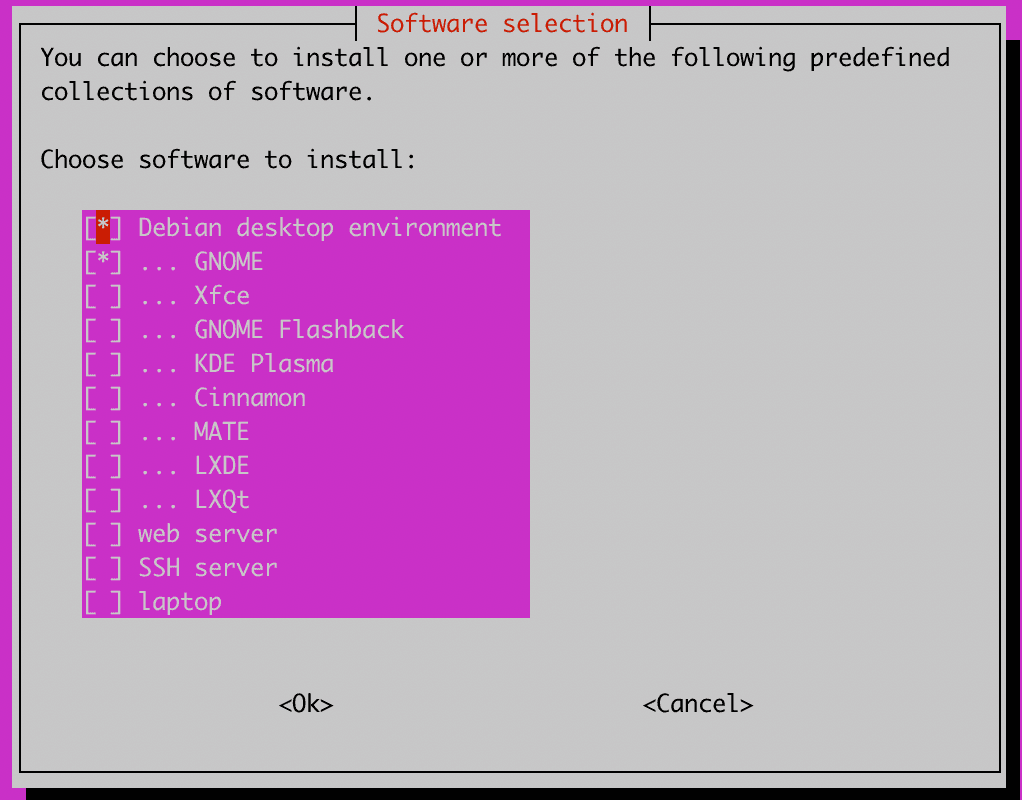 Software selection
You can choose to install one or more of the following predefined
collections of software.
Choose software to install:
[*] Debian desktop environment
[*] ... GNOME
[ ] ... Xfce
[ ] ... GNOME Flashback
[ ] ... KDE Plasma
[ ] ... Cinnamon
[ ] ... MATE
[ ] ... LXDE
[ ] ... LXQt
[ ] web server
[ ] SSH server
[ ] laptop
<Ok> <Cancel>